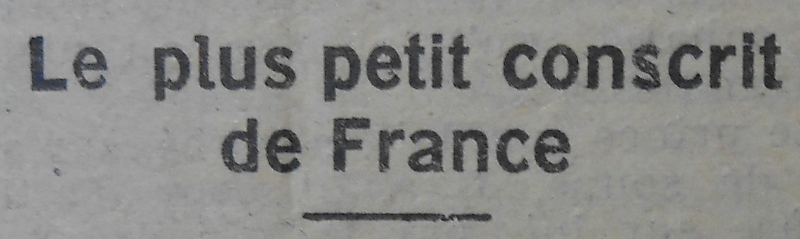 Le plus petit conscrit
de France